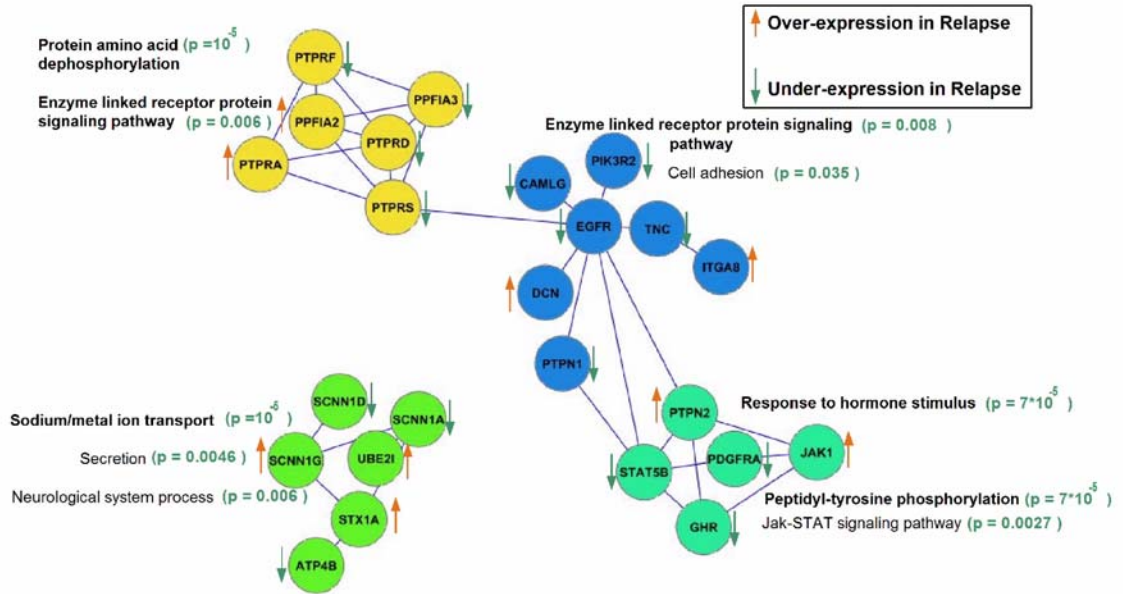 Over-expression in Relapse
Under-expression in Relapse
Protein amino acid (p =10^-5)
dephosphorylation
Enzyme linked receptor protein
signaling pathway (p = 0.006)
PTPRF
PPFIA3
PPFIA2
PTPRD
PTPRA
PTPRS
Enzyme linked receptor protein signaling (p = 0.008)
pathway
Cell adhesion (p = 0.035)
PIK3R2
CAMLG
EGFR
TNC
ITGA8
DCN
PTPN1
Sodium/metal ion transport (p =10^-5)
Secretion (p = 0.0046)
Neurological system process (p = 0.006)
SCNN1D
SCNN1A
SCNN1G
UBE2I
STX1A
ATP4B
Response to hormone stimulus (p = 7*10^-5)
PTPN2
PDGFRA
JAK1
STAT5B
GHR
Peptidyl-tyrosine phosphorylation (p = 7*10^-5)
Jak-STAT signaling pathway (p = 0.0027)